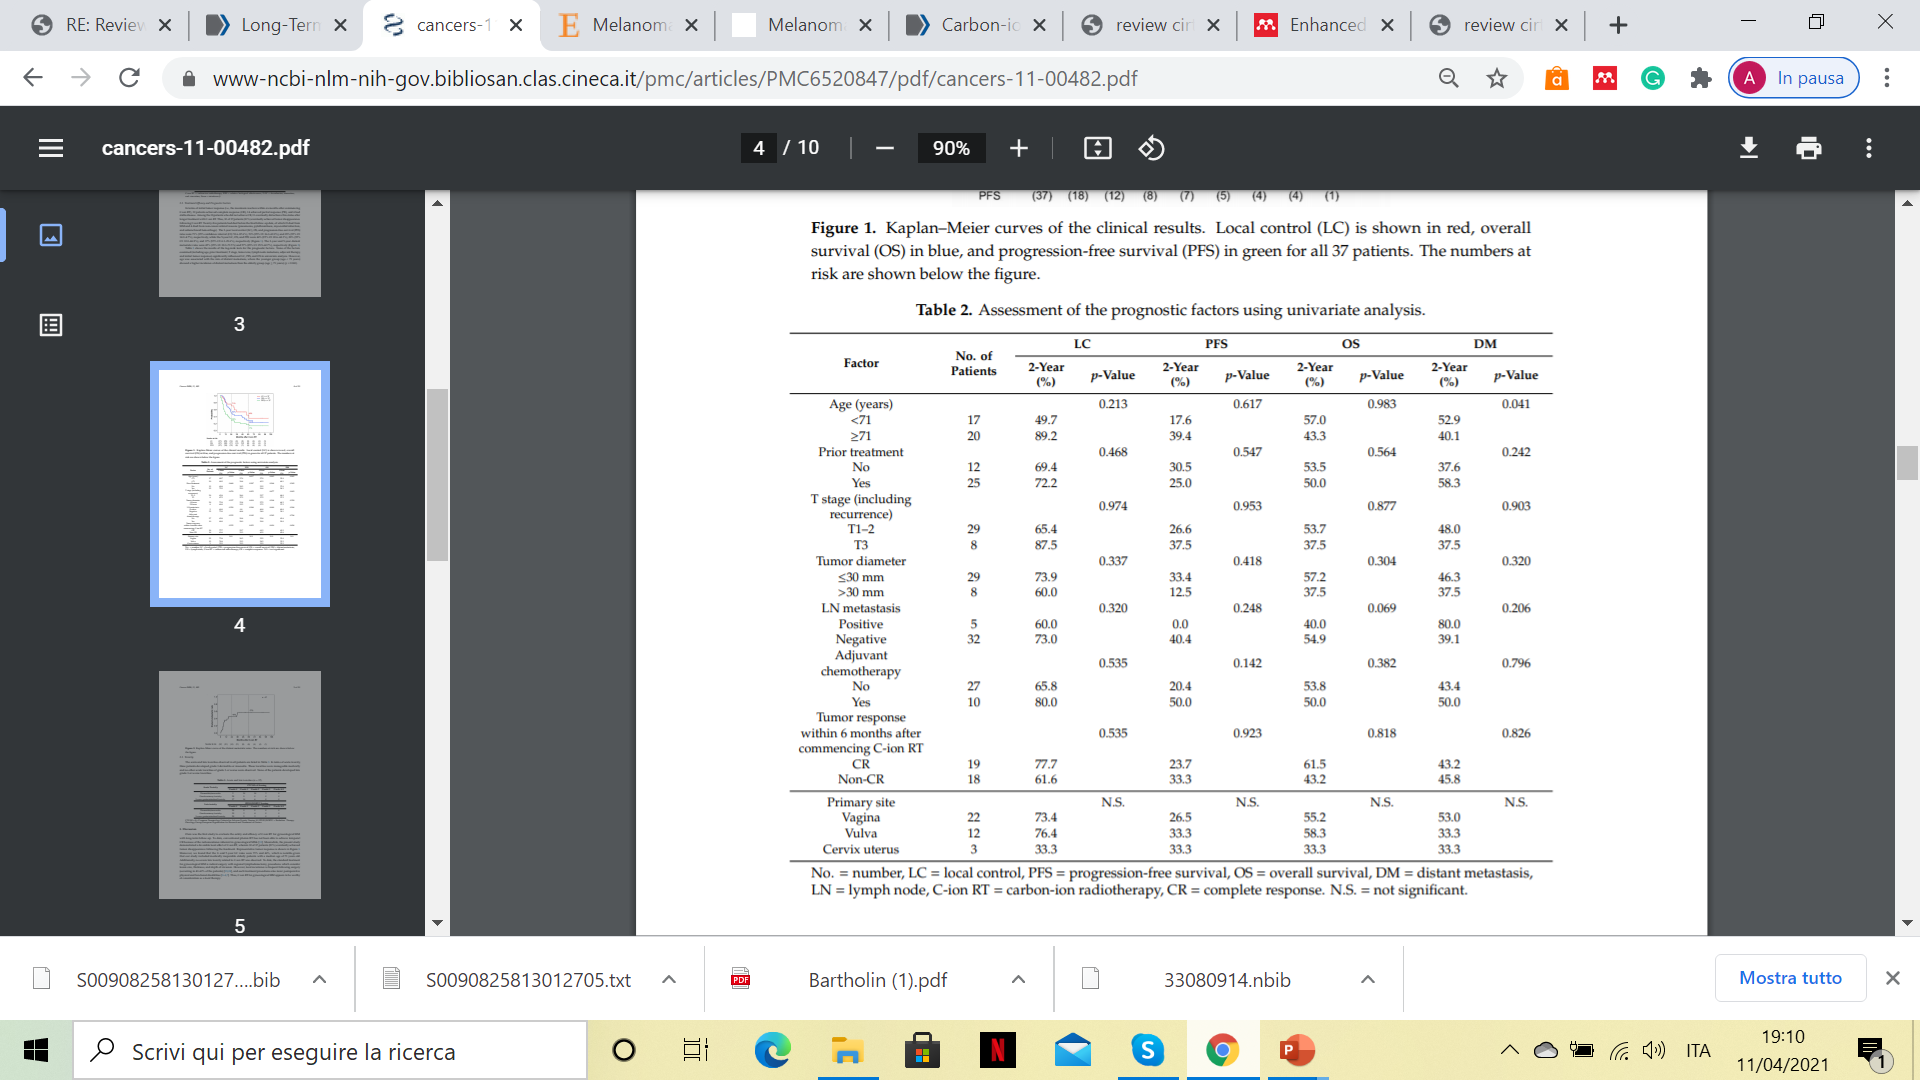 RE: Review
Long-Tern
cancers-1
Melanoma
Melanoma
Carbon-ic
review cir
Enhanced
review cir
www-ncbi-nlm-nih-gov.bibliosan.clas.cineca.it/pmc/articles/PMC6520847/pdf/cancers-11-00482.pdf
A In pausa
cancers-11-00482.pdf
4 / 10
90%
3
4
5
PFS (37) (18) (12) (8) (7) (5) (4) (4) (1)
Figure 1. Kaplan–Meier curves of the clinical results. Local control (LC) is shown in red, overall
survival (OS) in blue, and progression-free survival (PFS) in green for all 37 patients. The numbers at
risk are shown below the figure.
Table 2. Assessment of the prognostic factors using univariate analysis.
LC PFS OS DM
Factor No. of Patients 2-Year (%) p-Value 2-Year (%) p-Value 2-Year (%) p-Value 2-Year (%) p-Value
Age (years) 0.213 0.617 0.983 0.041
<71 17 49.7 17.6 57.0 52.9
≥71 20 89.2 39.4 43.3 40.1
Prior treatment 0.468 0.547 0.564 0.242
No 12 69.4 30.5 53.5 37.6
Yes 25 72.2 25.0 50.0 58.3
T stage (including
recurrence) 0.974 0.953 0.877 0.903
T1–2 29 65.4 26.6 53.7 48.0
T3 8 87.5 37.5 37.5 37.5
Tumor diameter 0.337 0.418 0.304 0.320
≤30 mm 29 73.9 33.4 57.2 46.3
>30 mm 8 60.0 12.5 37.5 37.5
LN metastasis 0.320 0.248 0.069 0.206
Positive 5 60.0 0.0 40.0 80.0
Negative 32 73.0 40.4 54.9 39.1
Adjuvant
chemotherapy 0.535 0.142 0.382 0.796
No 27 65.8 20.4 53.8 43.4
Yes 10 80.0 50.0 50.0 50.0
Tumor response
within 6 months after 0.535 0.923 0.818 0.826
commencing C-ion RT
CR 19 77.7 23.7 61.5 43.2
Non-CR 18 61.6 33.3 43.2 45.8
Primary site N.S. N.S. N.S. N.S.
Vagina 22 73.4 26.5 55.2 53.0
Vulva 12 76.4 33.3 58.3 33.3
Cervix uterus 3 33.3 33.3 33.3 33.3
No. = number, LC = local control, PFS = progression-free survival, OS = overall survival, DM = distant metastasis,
LN = lymph node, C-ion RT = carbon-ion radiotherapy, CR = complete response. N.S. = not significant.
S00908258130127....bib
S0090825813012705.txt
PDF
Bartholin (1).pdf
33080914.nbib
Mostra tutto
Scrivi qui per eseguire la ricerca
ITA
19:10
11/04/2021
1